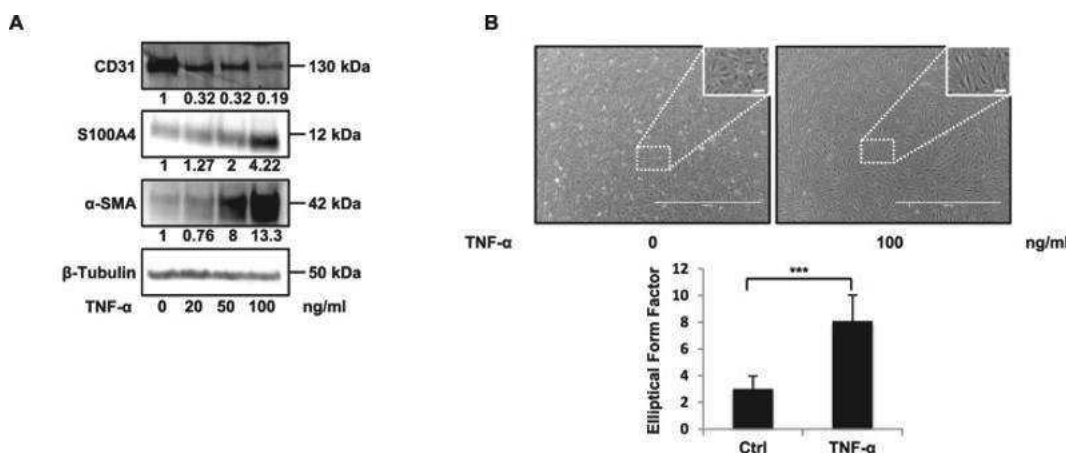 A
CD31
130 kDa
1 0.32 0.32 0.19
S100A4
12 kDa
1 1.27 2 4.22
α-SMA
42 kDa
1 0.76 8 13.3
β-Tubulin
50 kDa
TNF-α 0 20 50 100 ng/ml
B
TNF-α 0 100 ng/ml
***
Elliptical Form Factor
12
10
8
6
4
2
0
Ctrl TNF-α